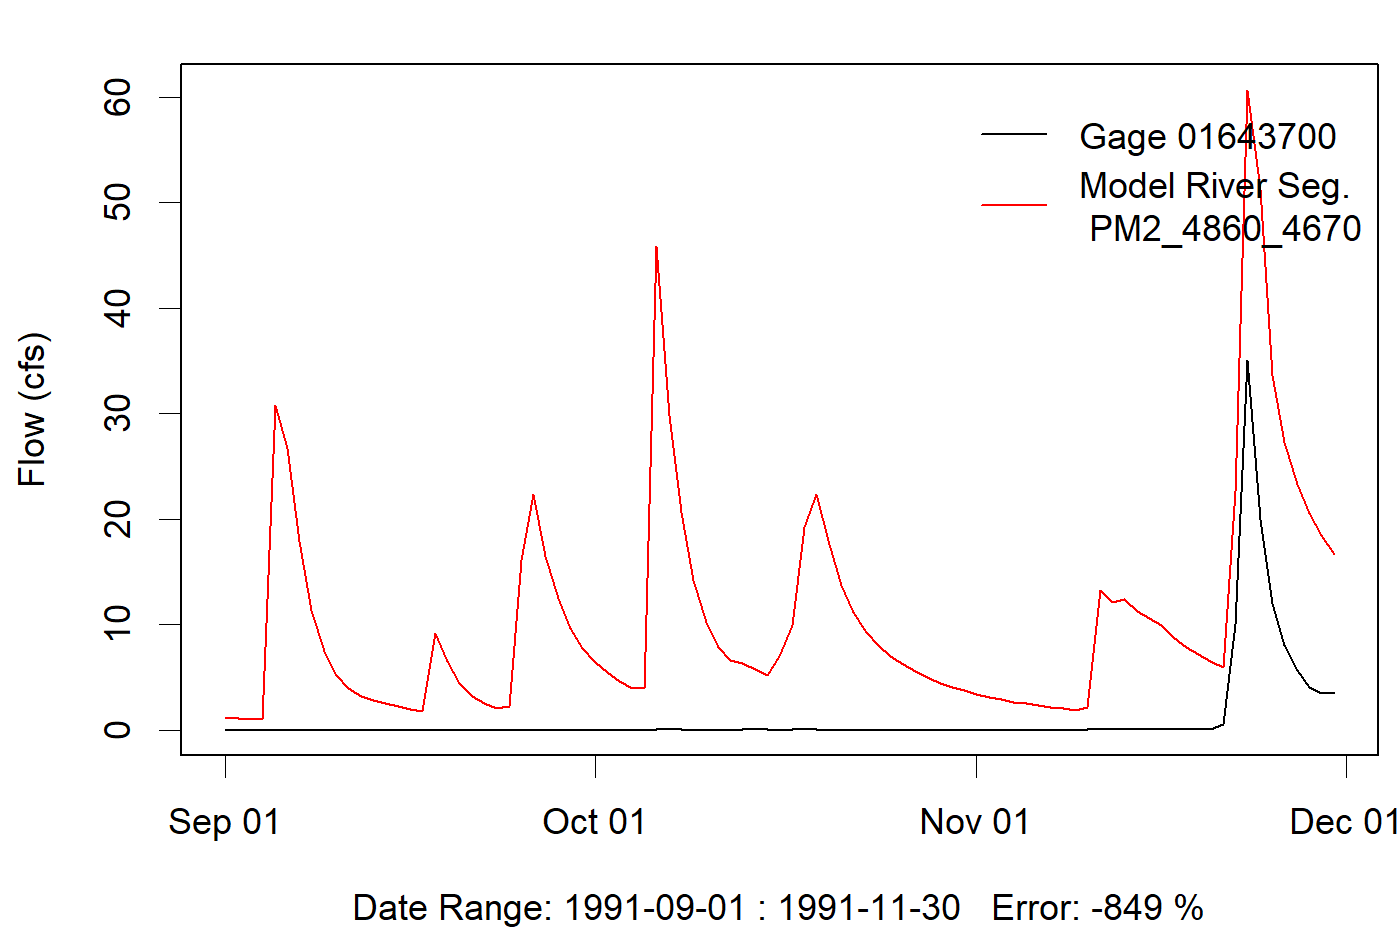 60
50
40
30
20
10
0
Flow (cfs)
Gage 01643700
Model River Seg.
PM2_4860_4670
Sep 01
Oct 01
Nov 01
Dec 01
Date Range: 1991-09-01 : 1991-11-30 Error: -849 %